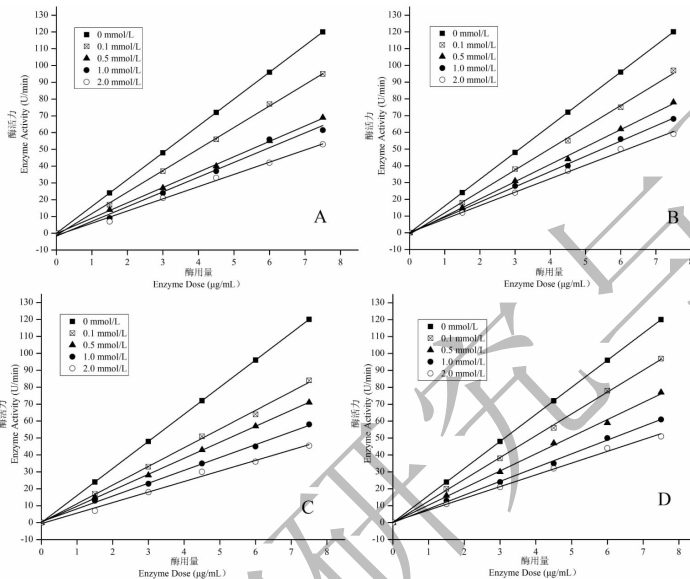 130
120
110
100
90
80
70
60
50
40
30
20
10
0
-10
酶活力
Enzyme Activity (U/min)
0 mmol/L
0.1 mmol/L
0.5 mmol/L
1.0 mmol/L
2.0 mmol/L
A
0 1 2 3 4 5 6 7 8
酶用量
Enzyme Dose (μg/mL)
130
120
110
100
90
80
70
60
50
40
30
20
10
0
-10
酶活力
Enzyme Activity (U/min)
0 mmol/L
0.1 mmol/L
0.5 mmol/L
1.0 mmol/L
2.0 mmol/L
B
0 1 2 3 4 5 6 7 8
酶用量
Enzyme Dose (μg/mL)
130
120
110
100
90
80
70
60
50
40
30
20
10
0
-10
酶活力
Enzyme Activity (U/min)
0 mmol/L
0.1 mmol/L
0.5 mmol/L
1.0 mmol/L
2.0 mmol/L
C
0 1 2 3 4 5 6 7 8
酶用量
Enzyme Dose (μg/mL)
130
120
110
100
90
80
70
60
50
40
30
20
10
0
-10
酶活力
Enzyme Activity (U/min)
0 mmol/L
0.1 mmol/L
0.5 mmol/L
1.0 mmol/L
2.0 mmol/L
D
0 1 2 3 4 5 6 7 8
酶用量
Enzyme Dose (μg/mL)
研究